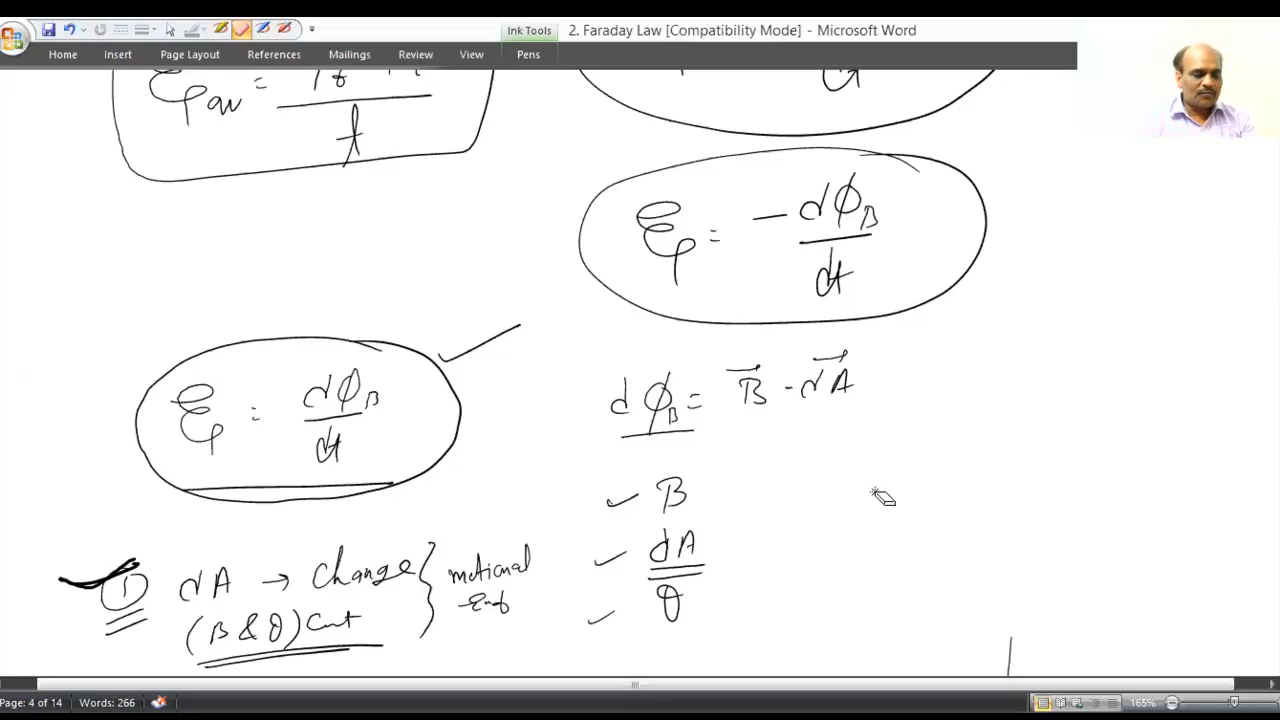 Ink Tools
2. Faraday Law [Compatibility Mode] - Microsoft Word
Home Insert Page Layout References Mailings Review View Pens
ξ av =
t
ξ = - dϕ_B / dt
ξ = dϕ_B / dt
dϕ_B = B⃗ · dA⃗
✓ B
✓ dA
✓ θ
① dA → Change
(B & θ) Cont
motional
Emf
Page: 4 of 14 Words: 266 165%